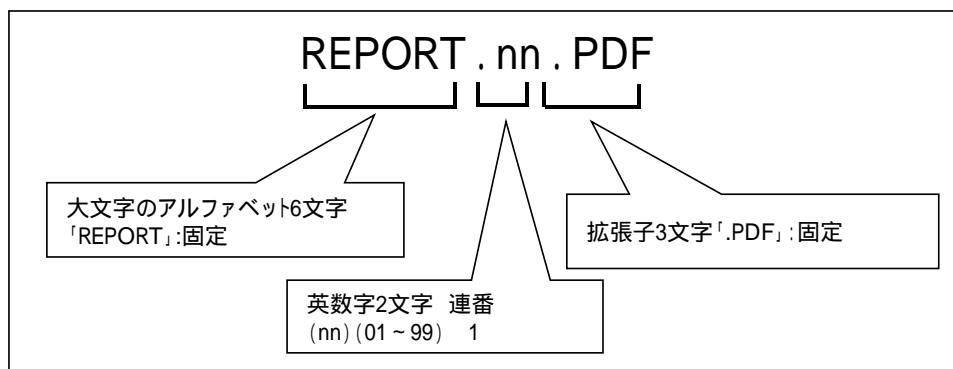 REPORT . nn . PDF
大文字のアルファベット6文字
「REPORT」:固定
拡張子3文字「.PDF」:固定
英数字2文字 連番
(nn)(01~99) 1